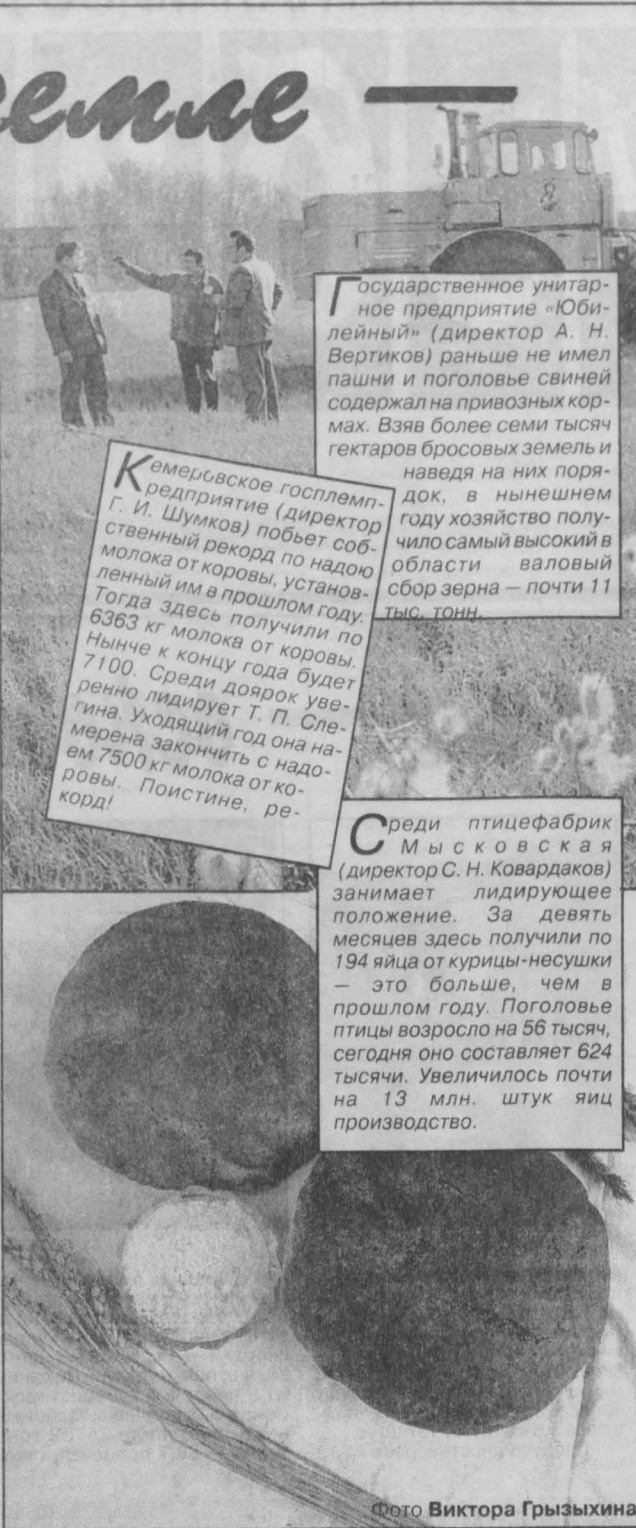 земле —
Государственное унитар-
ное предприятие «Юби-
лейный» (директор А. Н.
Вертиков) раньше не имел
пашни и поголовье свиней
содержал на привозных кор-
мах. Взяв более семи тысяч
гектаров бросовых земель и
наведя на них поря-
док, в нынешнем
году хозяйство полу-
чило самый высокий в
области валовый
сбор зерна — почти 11
тыс. тонн.
Кемеровское госплемп-
редприятие (директор
Г. И. Шумков) побьет соб-
ственный рекорд по надою
молока от коровы, установ-
ленный им в прошлом году.
Тогда здесь получили по
6363 кг молока от коровы.
Нынче к концу года будет
7100. Среди доярок уве-
ренно лидирует Т. П. Сле-
гина. Уходящий год она на-
мерена закончить с надо-
ем 7500 кг молока от ко-
ровы. Поистине, ре-
корд!
Среди птицефабрик
Мысковская
(директор С. Н. Ковардаков)
занимает лидирующее
положение. За девять
месяцев здесь получили по
194 яйца от курицы-несушки
— это больше, чем в
прошлом году. Поголовье
птицы возросло на 56 тысяч,
сегодня оно составляет 624
тысячи. Увеличилось почти
на 13 млн. штук яиц
производство.
Фото Виктора Грызыхина